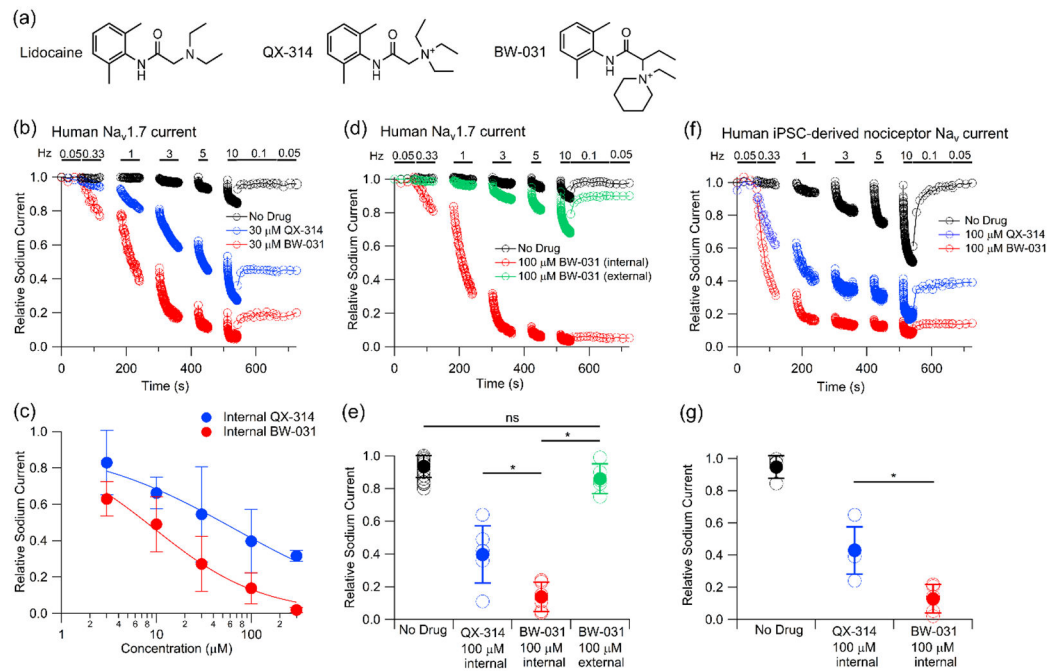 (a)
Lidocaine
O
N
N
H
QX-314
O
N+
N
H
BW-031
O
N
H
N+
(b) Human Nav1.7 current
Hz 0.05 0.33 1 3 5 10 0.1 0.05
1.0
0.8
0.6
0.4
0.2
0.0
Relative Sodium Current
No Drug
30 µM QX-314
30 µM BW-031
0 200 400 600
Time (s)
(d) Human Nav1.7 current
Hz 0.05 0.33 1 3 5 10 0.1 0.05
1.0
0.8
0.6
0.4
0.2
0.0
Relative Sodium Current
No Drug
100 µM BW-031 (internal)
100 µM BW-031 (external)
0 200 400 600
Time (s)
(f) Human iPSC-derived nociceptor Nav current
Hz 0.05 0.33 1 3 5 10 0.1 0.05
1.0
0.8
0.6
0.4
0.2
0.0
Relative Sodium Current
No Drug
100 µM QX-314
100 µM BW-031
0 200 400 600
Time (s)
(c)
Internal QX-314
Internal BW-031
1.0
0.8
0.6
0.4
0.2
0.0
Relative Sodium Current
1 2 4 6 8 10 2 4 6 8 100 2
Concentration (µM)
(e)
ns
* *
1.0
0.8
0.6
0.4
0.2
0.0
Relative Sodium Current
No Drug QX-314 BW-031 BW-031
100 µM 100 µM 100 µM
internal internal external
(g)
*
1.0
0.8
0.6
0.4
0.2
0.0
Relative Sodium Current
No Drug QX-314 BW-031
100 µM 100 µM
internal internal